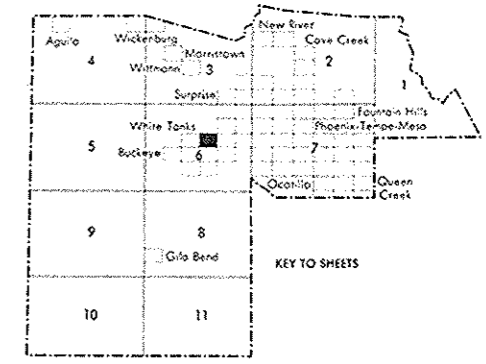 New River
Aguila
Wickenburg
Cave Creek
4
Morristown
2
Wittmann
3
1
Surprise
Fountain Hills
White Tanks
Phoenix-Tempe-Mesa
5
7
Buckeye
6
Ocotillo
Queen
Creek
9
8
Gila Bend
KEY TO SHEETS
10
11